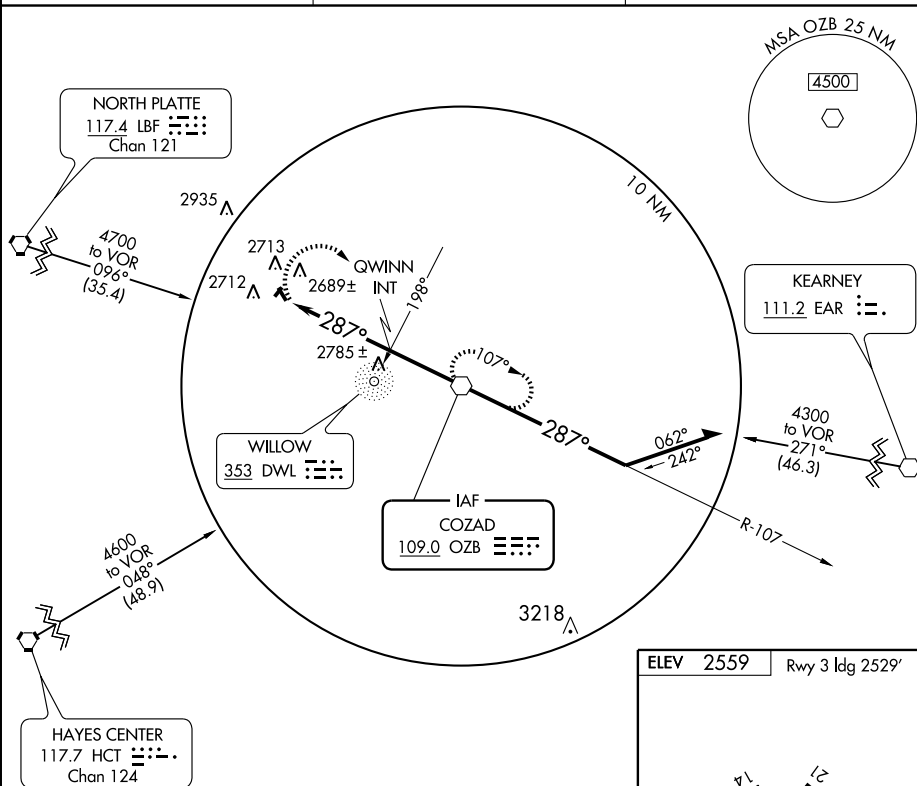 MSA OZB 25 NM
4500
NORTH PLATTE
117.4 LBF
Chan 121
10 NM
2935
4700
to VOR
096°
(35.4)
2713
2712
2689±
QWINN
INT
198°
KEARNEY
111.2 EAR
287°
2785±
107°
WILLOW
353 DWL
287°
062°
242°
4300
to VOR
271°
(46.3)
IAF
COZAD
109.0 OZB
R-107
4600
to VOR
048°
(48.9)
3218
HAYES CENTER
117.7 HCT
Chan 124
ELEV 2559
Rwy 3 ldg 2529'
14
21